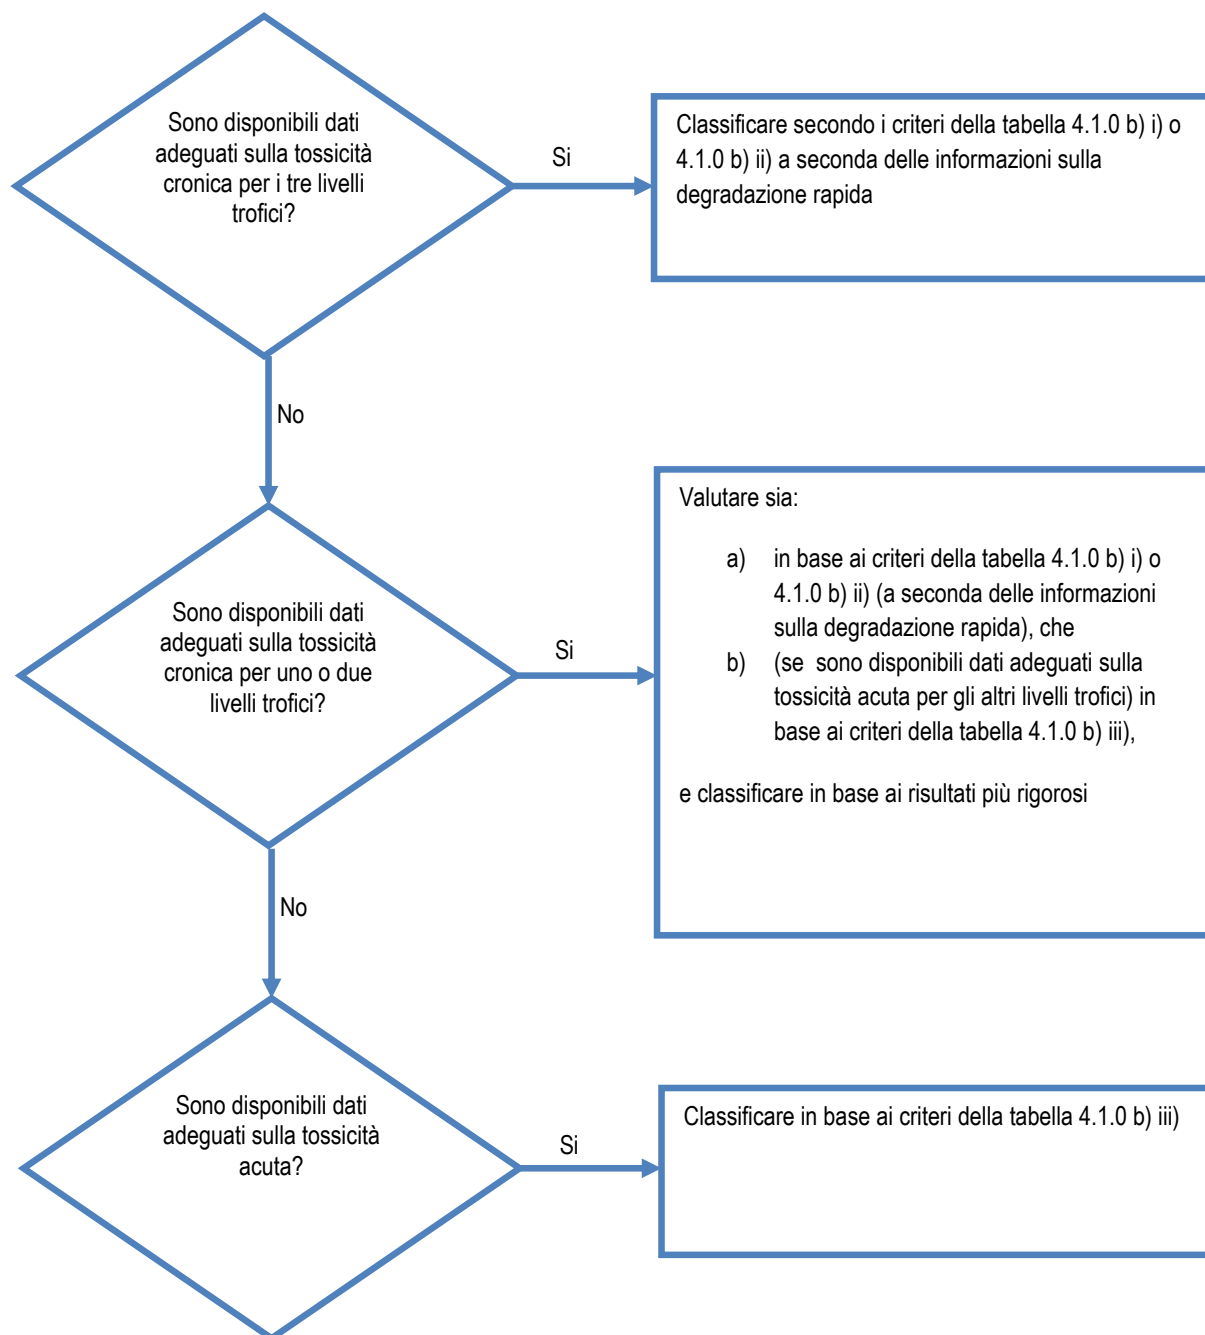 Sono disponibili dati
adeguati sulla tossicità
cronica per i tre livelli
trofici?
Si
Classificare secondo i criteri della tabella 4.1.0 b) i) o
4.1.0 b) ii) a seconda delle informazioni sulla
degradazione rapida
No
Sono disponibili dati
adeguati sulla tossicità
cronica per uno o due
livelli trofici?
Si
Valutare sia:
a) in base ai criteri della tabella 4.1.0 b) i) o
4.1.0 b) ii) (a seconda delle informazioni
sulla degradazione rapida), che
b) (se sono disponibili dati adeguati sulla
tossicità acuta per gli altri livelli trofici) in
base ai criteri della tabella 4.1.0 b) iii),
e classificare in base ai risultati più rigorosi
No
Sono disponibili dati
adeguati sulla tossicità
acuta?
Si
Classificare in base ai criteri della tabella 4.1.0 b) iii)